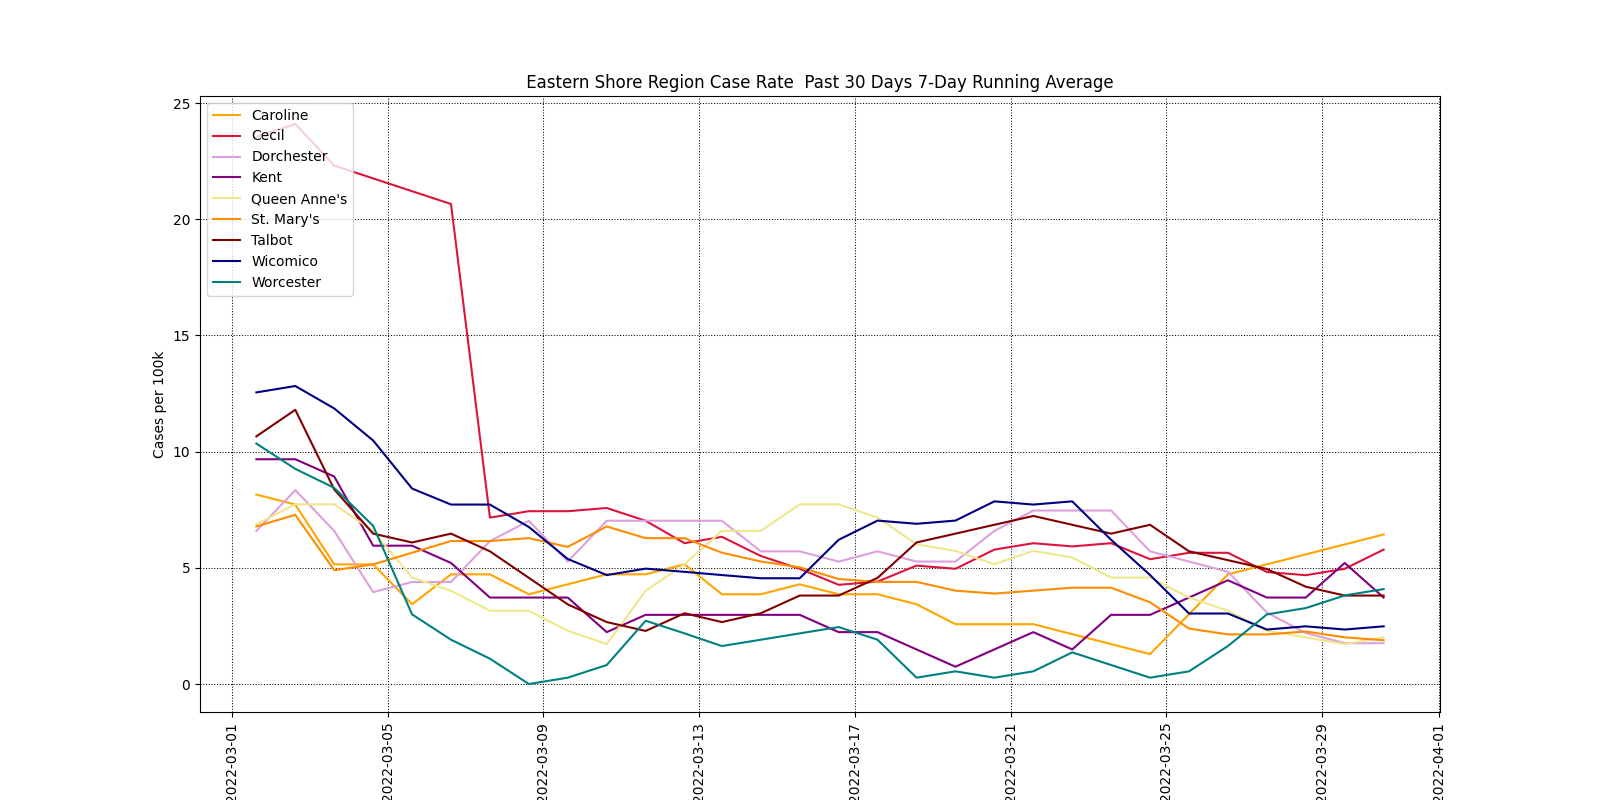 Eastern Shore Region Case Rate  Past 30 Days 7-Day Running Average
25
20
15
10
5
0
Cases per 100k
Caroline
Cecil
Dorchester
Kent
Queen Anne's
St. Mary's
Talbot
Wicomico
Worcester
2022-03-01
2022-03-05
2022-03-09
2022-03-13
2022-03-17
2022-03-21
2022-03-25
2022-03-29
2022-04-01